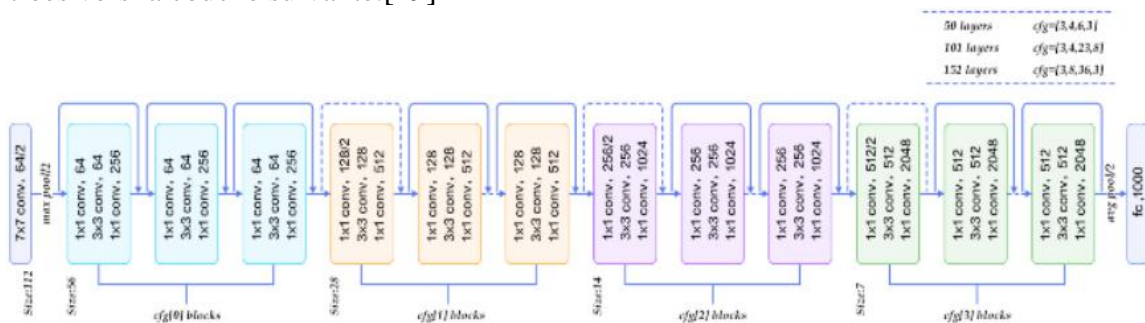 50 layers cfg=[3,4,6,3]
101 layers cfg=[3,4,23,8]
152 layers cfg=[3,8,36,3]
7x7 conv, 64/2
max pool/2
1x1 conv, 64
3x3 conv, 64
1x1 conv, 256
1x1 conv, 64
3x3 conv, 64
1x1 conv, 256
1x1 conv, 64
3x3 conv, 64
1x1 conv, 256
1x1 conv, 128/2
3x3 conv, 128
1x1 conv, 512
1x1 conv, 128
3x3 conv, 128
1x1 conv, 512
1x1 conv, 128
3x3 conv, 128
1x1 conv, 512
1x1 conv, 256/2
3x3 conv, 256
1x1 conv, 1024
1x1 conv, 256
3x3 conv, 256
1x1 conv, 1024
1x1 conv, 256
3x3 conv, 256
1x1 conv, 1024
1x1 conv, 512/2
3x3 conv, 512
1x1 conv, 2048
1x1 conv, 512
3x3 conv, 512
1x1 conv, 2048
1x1 conv, 512
3x3 conv, 512
1x1 conv, 2048
avg pool/2
fc ,1000
Size:112
Size:56
cfg[0] blocks
Size:28
cfg[1] blocks
Size:14
cfg[2] blocks
Size:7
cfg[3] blocks